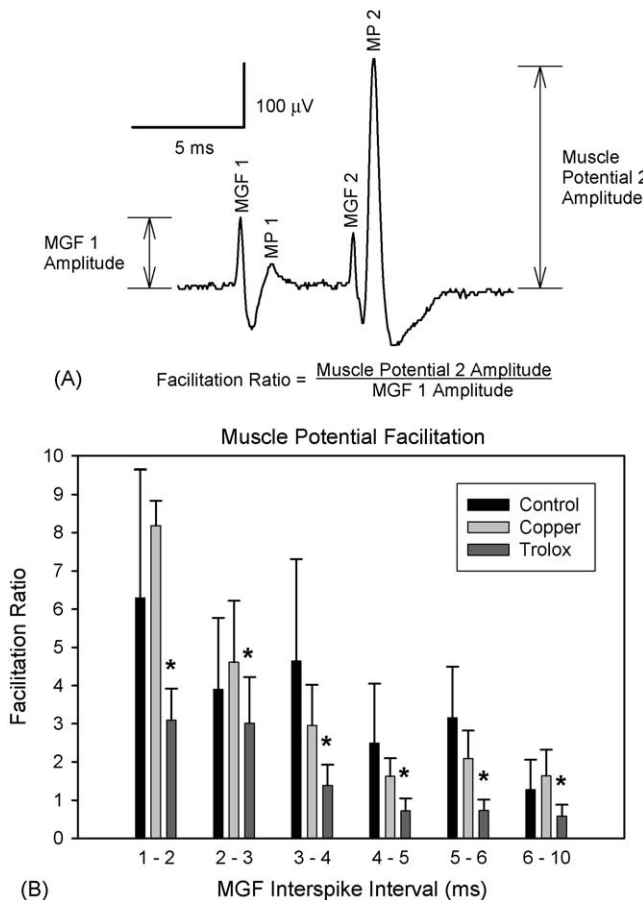 MP 2
100 µV
5 ms
MGF 1
MGF 2
MP 1
MGF 1
Amplitude
Muscle
Potential 2
Amplitude
(A)
Facilitation Ratio = Muscle Potential 2 Amplitude
MGF 1 Amplitude
Muscle Potential Facilitation
10
9
8
7
6
5
4
3
2
1
0
Facilitation Ratio
Control
Copper
Trolox
* * * * * *
1 - 2 2 - 3 3 - 4 4 - 5 5 - 6 6 - 10
(B) MGF Interspike Interval (ms)